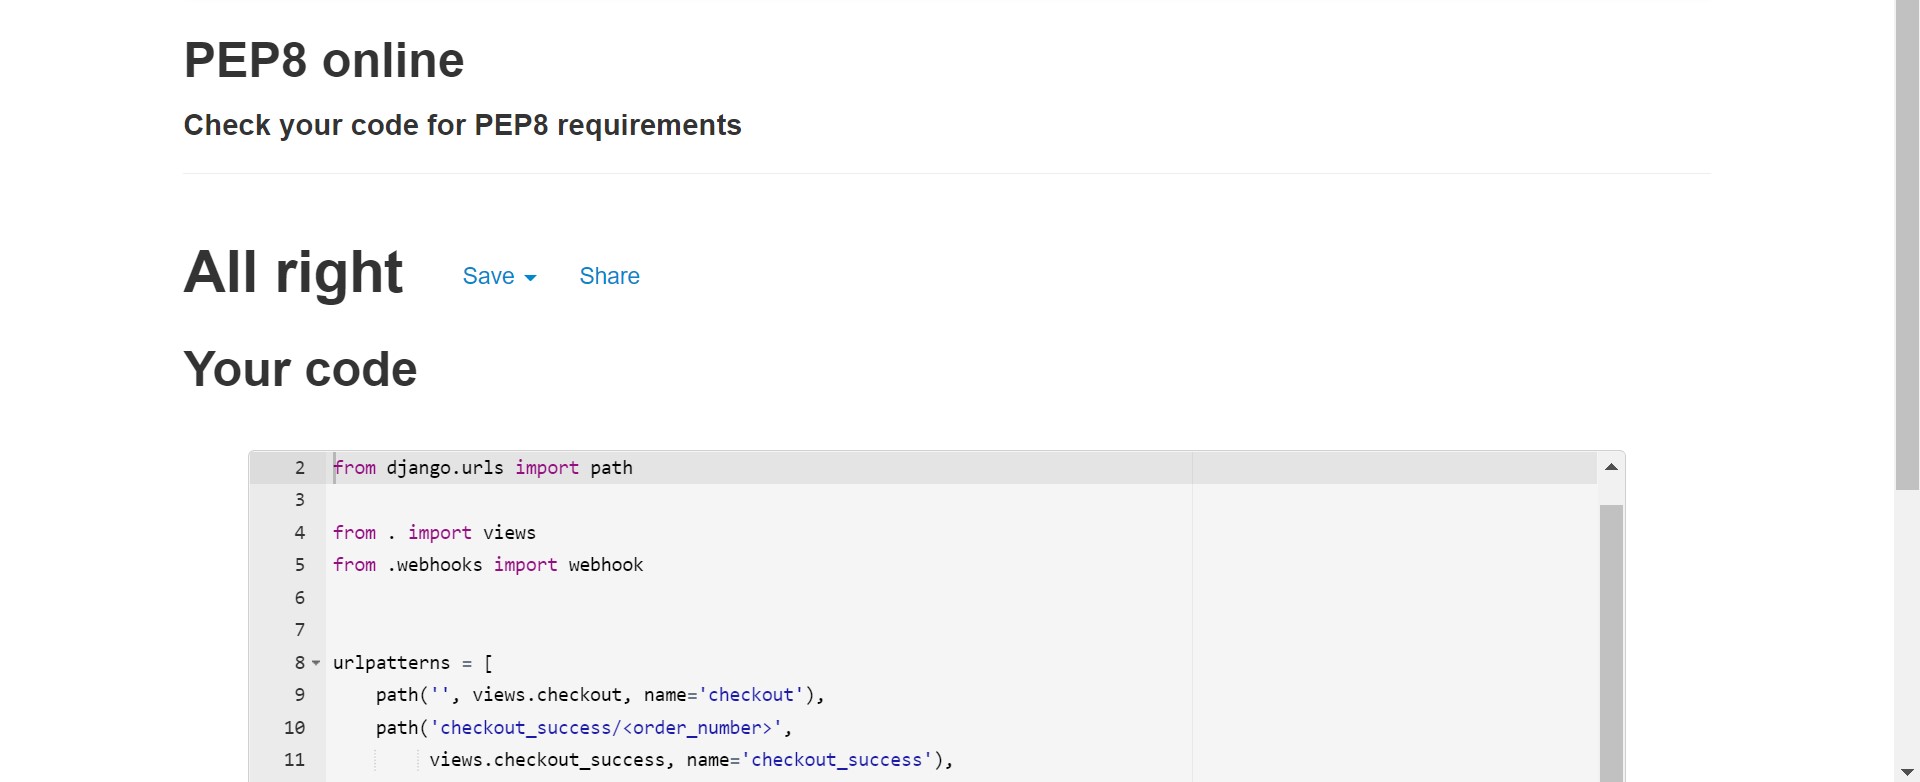 PEP8 online
Check your code for PEP8 requirements
All right Save Share
Your code
2 from django.urls import path
3
4 from . import views
5 from .webhooks import webhook
6
7
8 urlpatterns = [
9     path('', views.checkout, name='checkout'),
10     path('checkout_success/<order_number>',
11          views.checkout_success, name='checkout_success'),